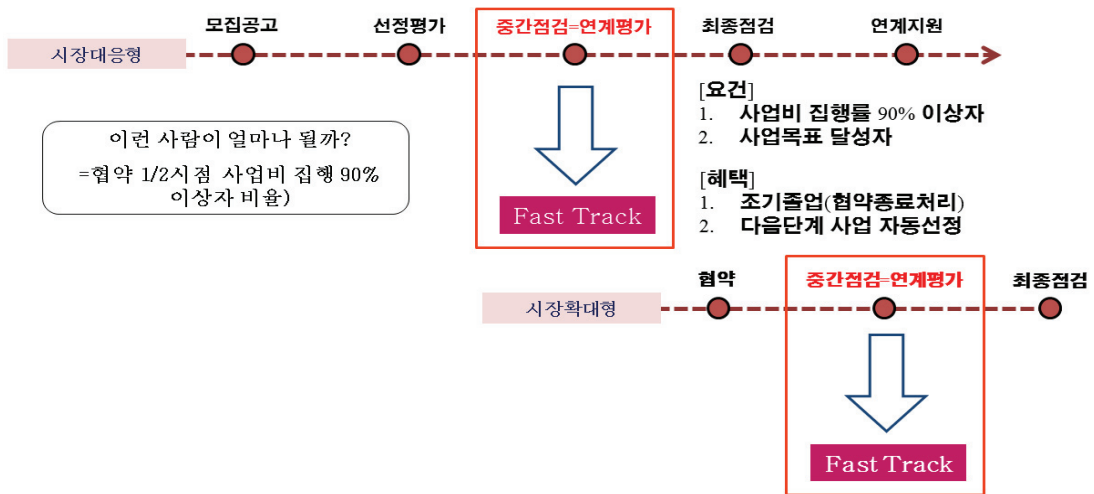 모집공고 선정평가 중간점검=연계평가 최종점검 연계지원
시장대응형
[요건]
1. 사업비 집행률 90% 이상자
2. 사업목표 달성자
이런 사람이 얼마나 될까?
=협약 1/2시점 사업비 집행 90%
이상자 비율)
[혜택]
1. 조기졸업(협약종료처리)
2. 다음단계 사업 자동선정
Fast Track
협약 중간점검=연계평가 최종점검
시장확대형
Fast Track